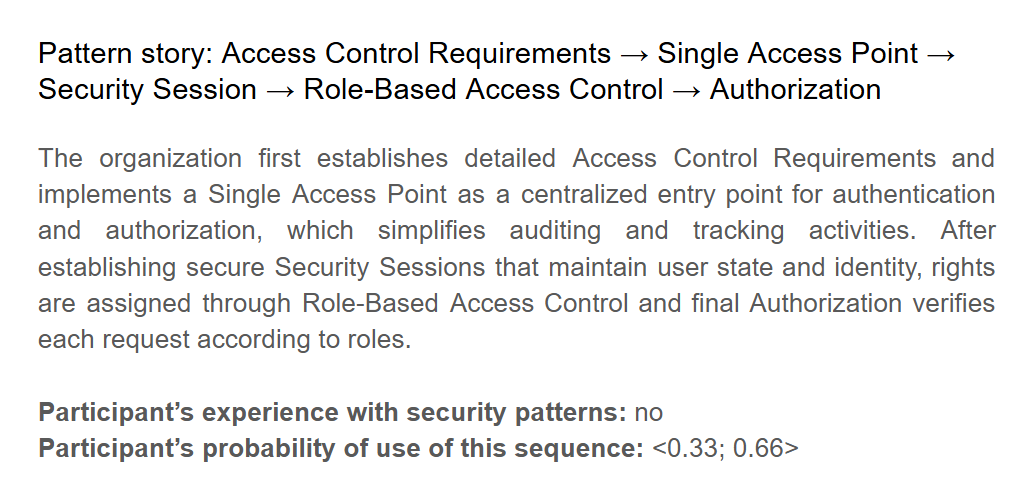 Pattern story: Access Control Requirements → Single Access Point →
Security Session → Role-Based Access Control → Authorization
The organization first establishes detailed Access Control Requirements and
implements a Single Access Point as a centralized entry point for authentication
and authorization, which simplifies auditing and tracking activities. After
establishing secure Security Sessions that maintain user state and identity, rights
are assigned through Role-Based Access Control and final Authorization verifies
each request according to roles.
Participant’s experience with security patterns: no
Participant’s probability of use of this sequence: <0.33; 0.66>